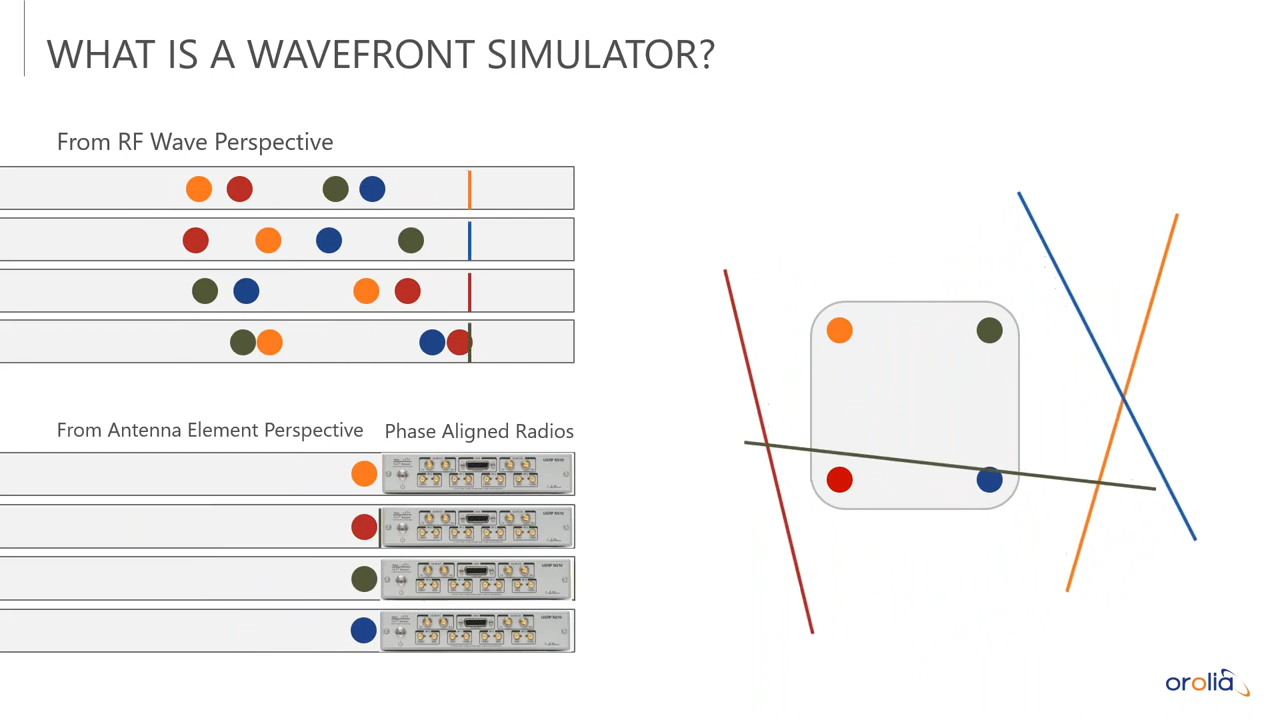 WHAT IS A WAVEFRONT SIMULATOR?
From RF Wave Perspective
From Antenna Element Perspective
Phase Aligned Radios
orolia